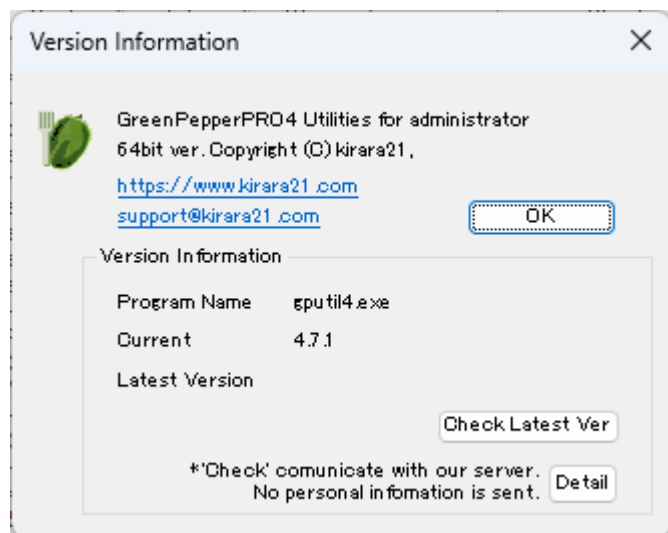 Version Information
GreenPepperPRO4 Utilities for administrator
64bit ver. Copyright (C) kirara21,
https://www.kirara21.com
support@kirara21.com
OK
Version Information
Program Name gputil4.exe
Current 4.7.1
Latest Version
Check Latest Ver
*'Check' comunicate with our server.
No personal infomation is sent.
Detail